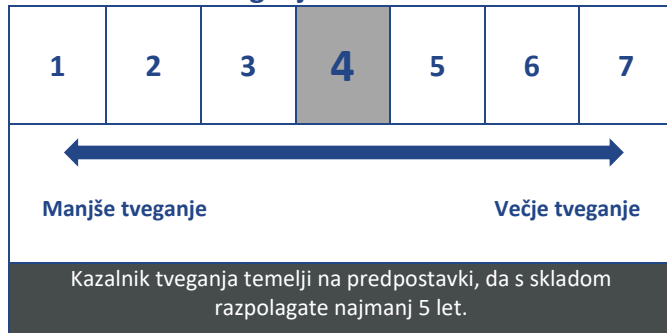 1 2 3 4 5 6 7
Manjše tveganje Večje tveganje
Kazalnik tveganja temelji na predpostavki, da s skladom
razpolagate najmanj 5 let.